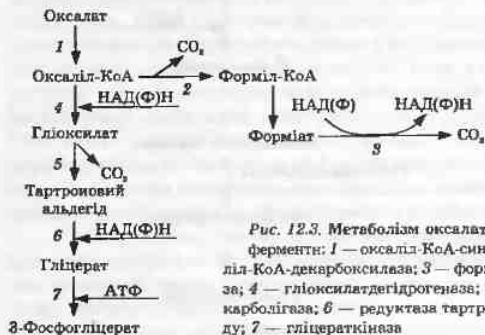 Оксалат
1
CO₂
Оксаліл-КоА
Форміл-КоА
2
4
НАД(Ф)Н
НАД(Ф)
НАД(Ф)Н
Гліоксилат
Форміат
CO₂
3
5
CO₂
Тартроновий
альдегід
6
НАД(Ф)Н
Гліцерат
7
АТФ
3-Фосфогліцерат
Рис. 12.3. Метаболізм оксалат
ферменти: 1 — оксаліл-КоА-син
ліл-КоА-декарбоксилаза; 3 — форм
за; 4 — гліоксилатдегідрогеназа;
карболігаза; 6 — редуктаза тартр
ду; 7 — гліцераткіназа